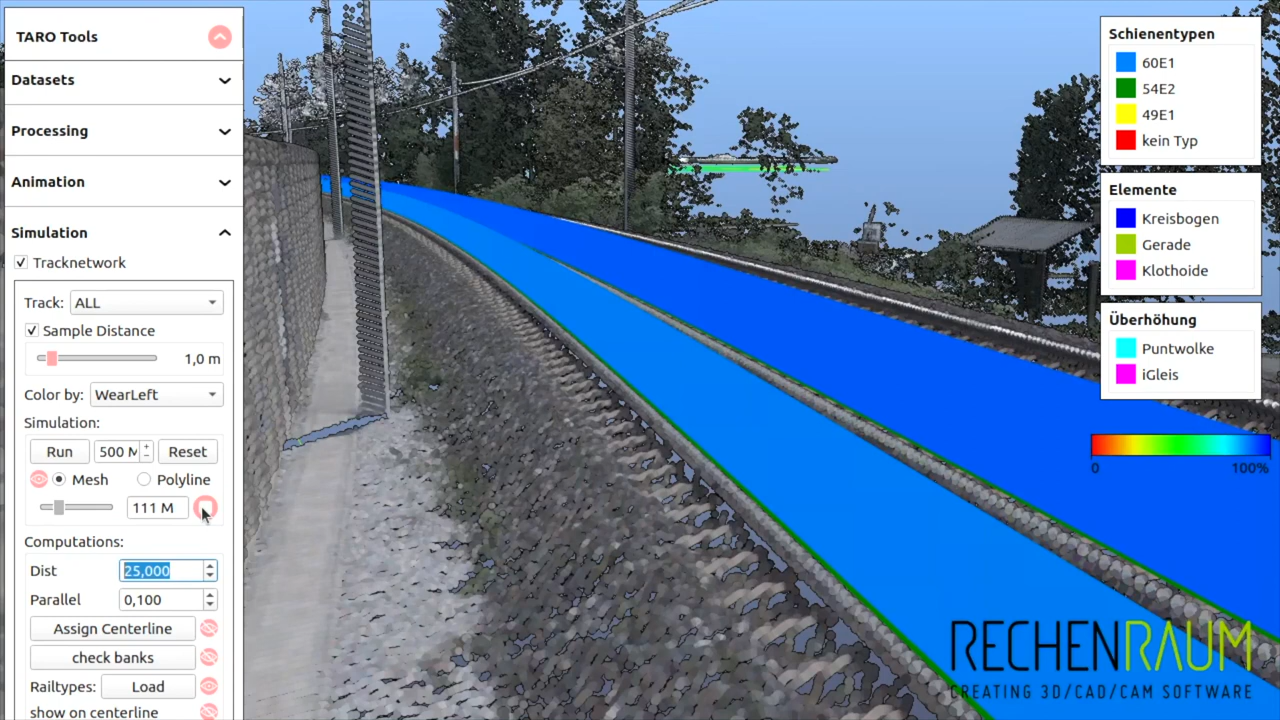 TARO Tools
Datasets
Processing
Animation
Simulation
Tracknetwork
Track: ALL
Sample Distance
1,0 m
Color by: WearLeft
Simulation:
Run 500 M Reset
Mesh Polyline
111 M
Computations:
Dist 25,000
Parallel 0,100
Assign Centerline
check banks
Railtypes: Load
show on centerline
Schienentypen
60E1
54E2
49E1
kein Typ
Elemente
Kreisbogen
Gerade
Klothoide
Überhöhung
Puntwolke
iGleis
0 100%
RECHENRAUM
CREATING 3D/CAD/CAM SOFTWARE